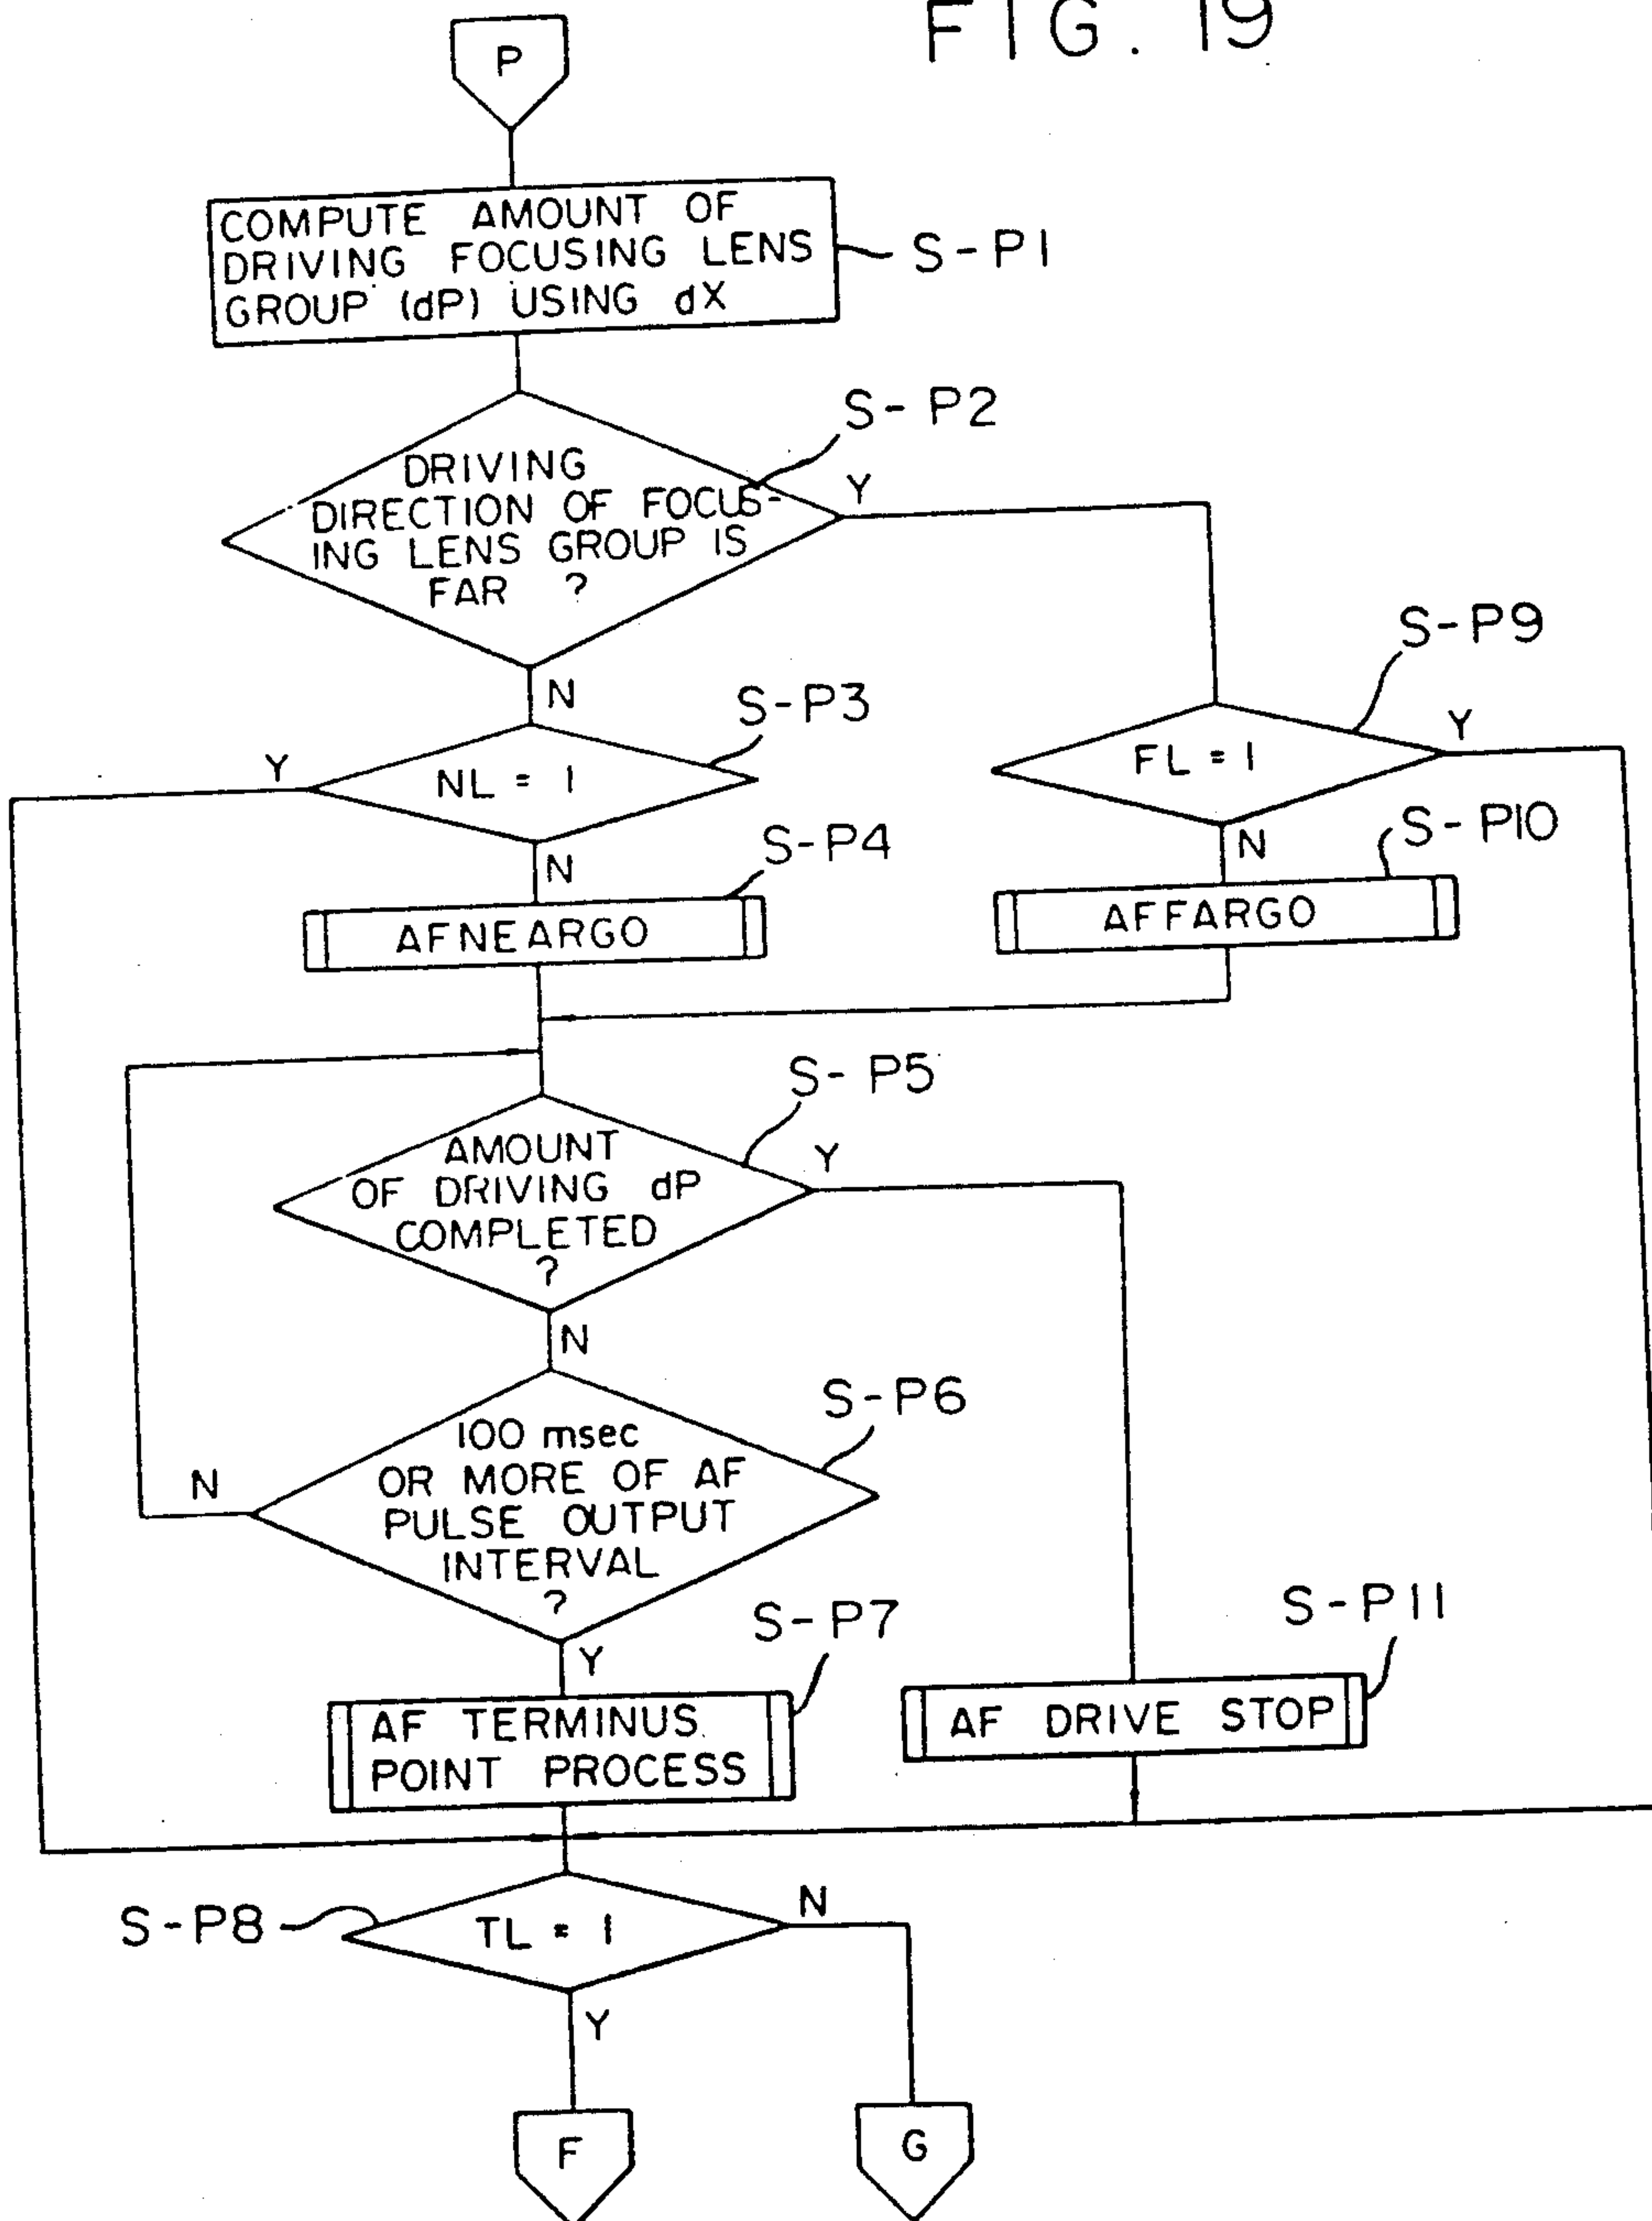 FIG. 19
P
COMPUTE AMOUNT OF
DRIVING FOCUSING LENS
GROUP (dP) USING dX
S-P1
S-P2
DRIVING
DIRECTION OF FOCUS-
ING LENS GROUP IS
FAR ?
Y
N
S-P3
S-P9
Y
NL = 1
FL = 1
Y
N
S-P4
N
S-P10
AFNEARGO
AFFARGO
S-P5
AMOUNT
OF DRIVING dP
COMPLETED
?
Y
N
S-P6
100 msec
OR MORE OF AF
PULSE OUTPUT
INTERVAL
?
N
Y
S-P7
S-P11
AF TERMINUS
POINT PROCESS
AF DRIVE STOP
S-P8
TL = 1
N
Y
F
G